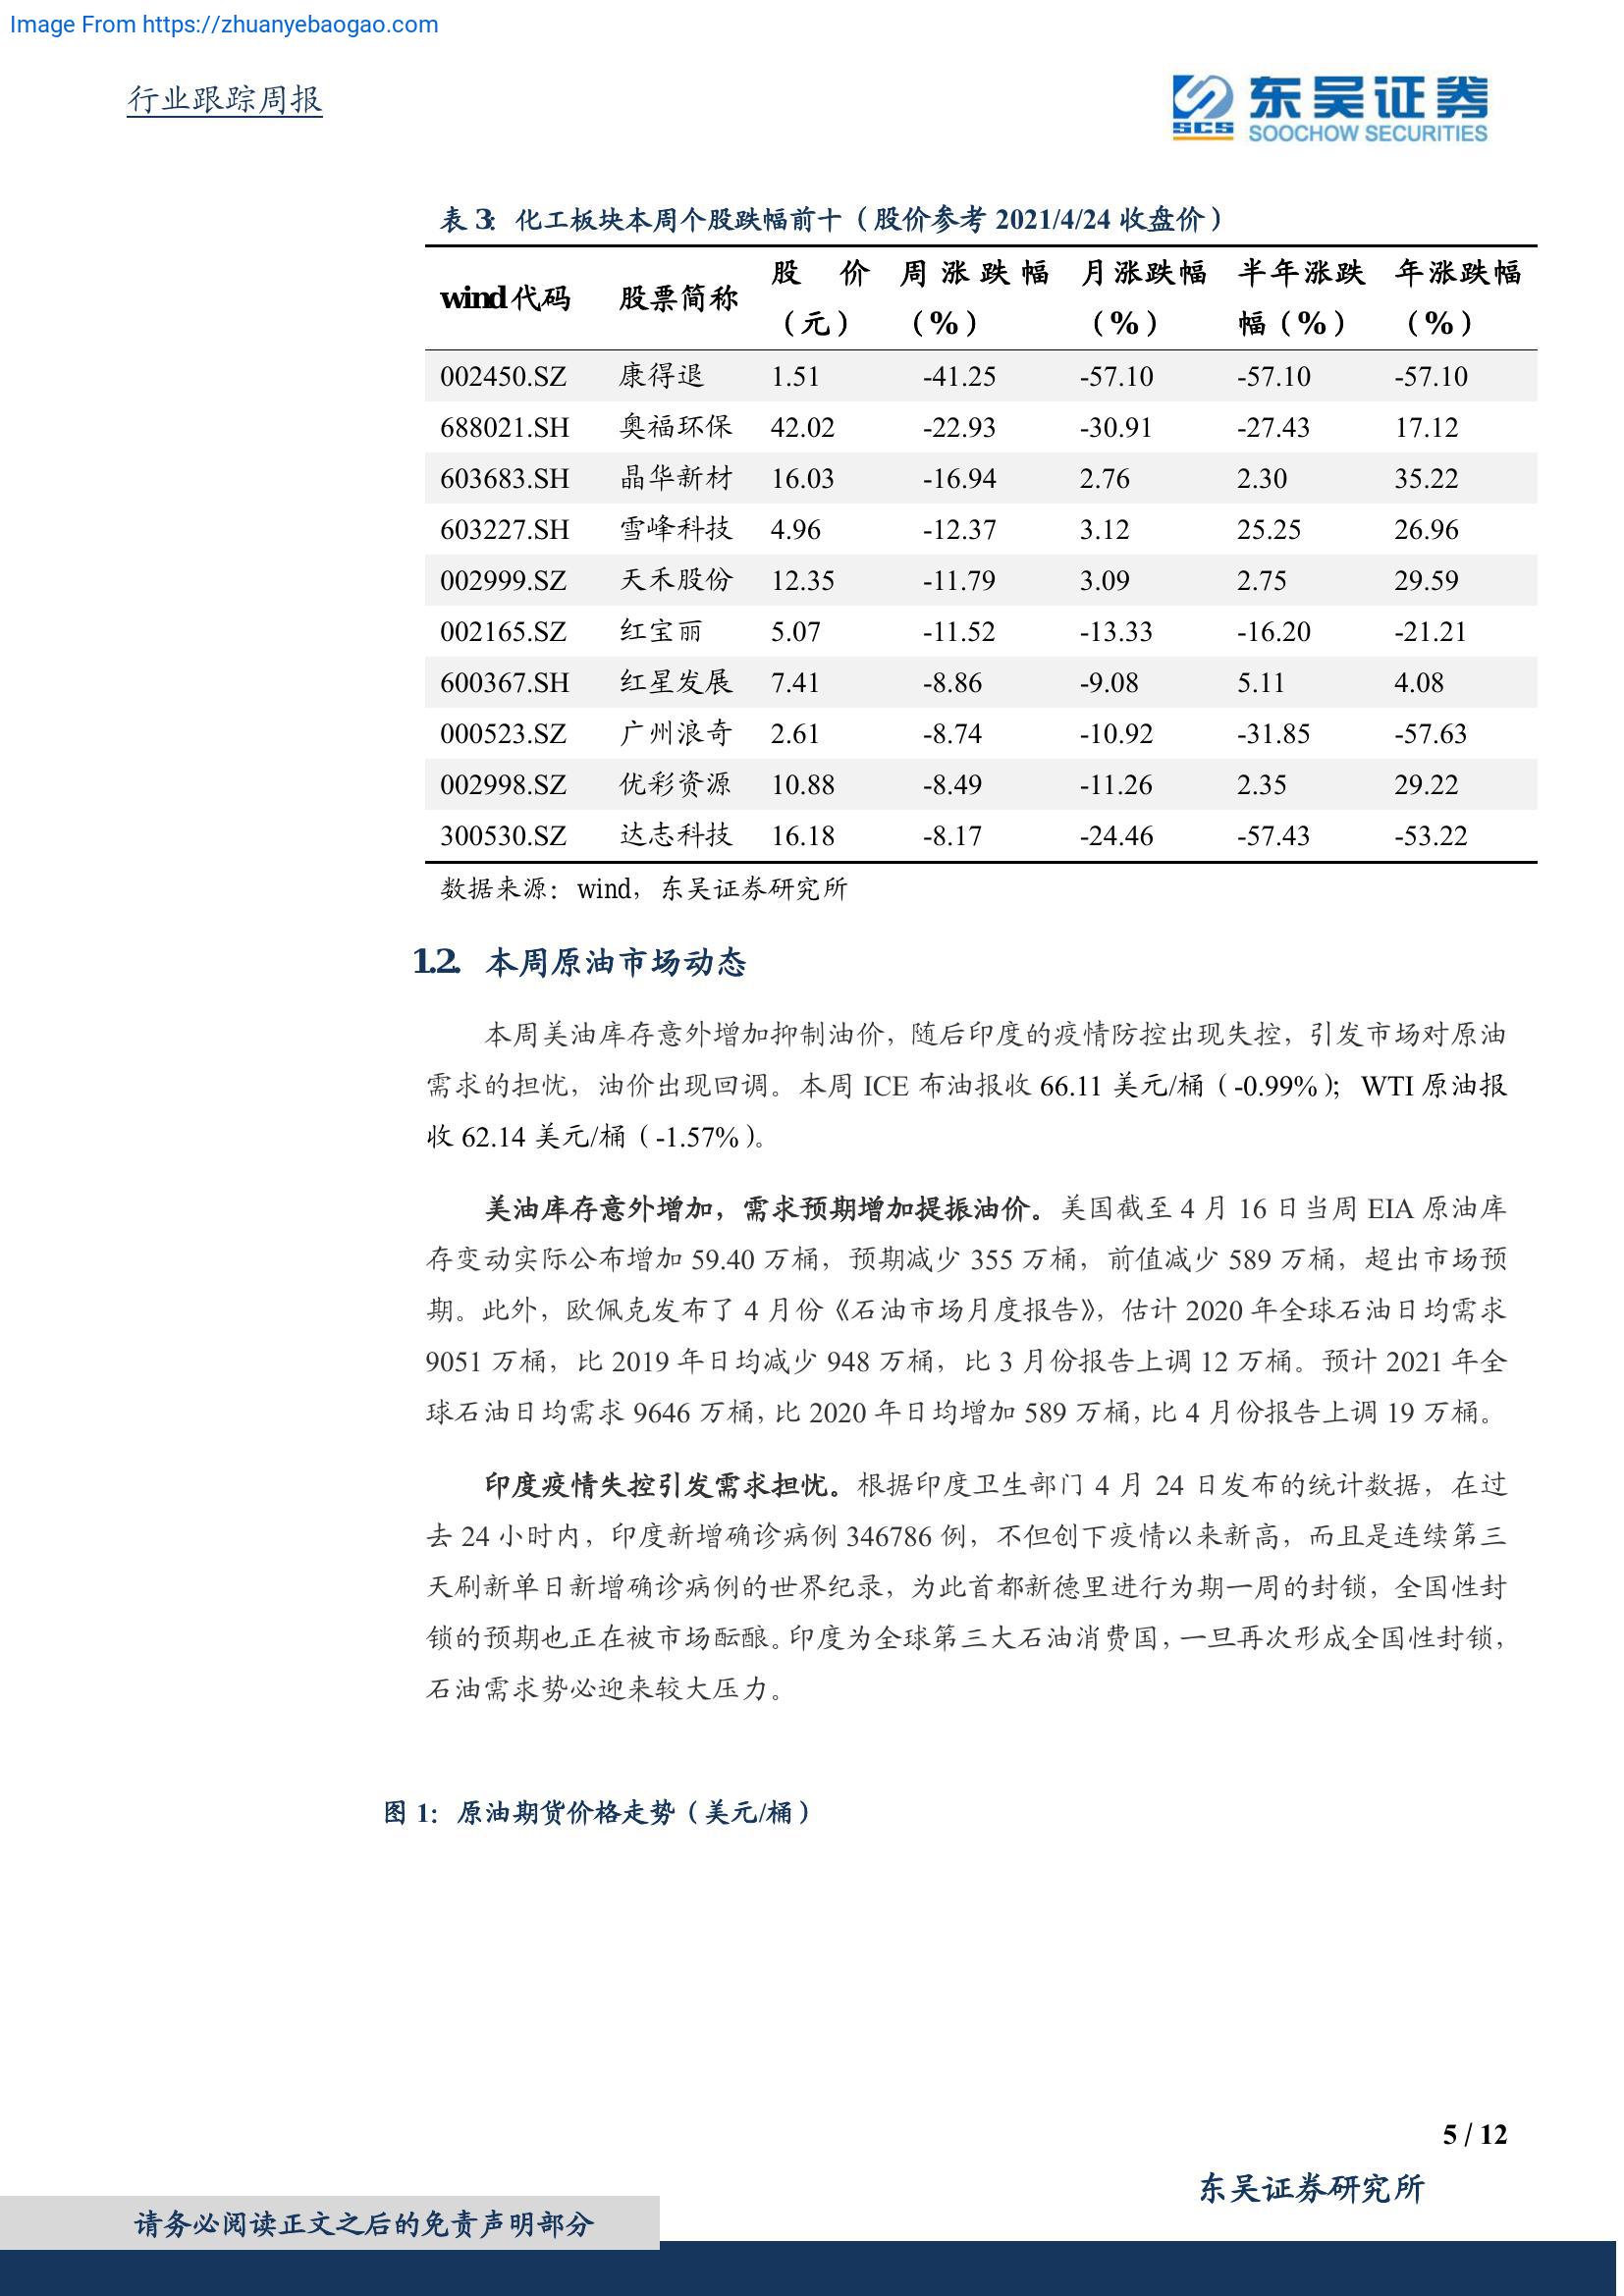 Image From https://zhuanyebaogao.com
行业跟踪周报
东吴证券
SCS
SOOCHOW SECURITIES
表 3：化工板块本周个股跌幅前十（股价参考 2021/4/24 收盘价）
wind代码 股票简称 股 价（元） 周涨跌幅（%） 月涨跌幅（%） 半年涨跌幅（%） 年涨跌幅（%）
002450.SZ 康得退 1.51 -41.25 -57.10 -57.10 -57.10
688021.SH 奥福环保 42.02 -22.93 -30.91 -27.43 17.12
603683.SH 晶华新材 16.03 -16.94 2.76 2.30 35.22
603227.SH 雪峰科技 4.96 -12.37 3.12 25.25 26.96
002999.SZ 天禾股份 12.35 -11.79 3.09 2.75 29.59
002165.SZ 红宝丽 5.07 -11.52 -13.33 -16.20 -21.21
600367.SH 红星发展 7.41 -8.86 -9.08 5.11 4.08
000523.SZ 广州浪奇 2.61 -8.74 -10.92 -31.85 -57.63
002998.SZ 优彩资源 10.88 -8.49 -11.26 2.35 29.22
300530.SZ 达志科技 16.18 -8.17 -24.46 -57.43 -53.22
数据来源：wind，东吴证券研究所
1.2. 本周原油市场动态
本周美油库存意外增加抑制油价，随后印度的疫情防控出现失控，引发市场对原油
需求的担忧，油价出现回调。本周 ICE 布油报收 66.11 美元/桶（-0.99%）；WTI 原油报
收 62.14 美元/桶（-1.57%）。
美油库存意外增加，需求预期增加提振油价。美国截至 4 月 16 日当周 EIA 原油库
存变动实际公布增加 59.40 万桶，预期减少 355 万桶，前值减少 589 万桶，超出市场预
期。此外，欧佩克发布了 4 月份《石油市场月度报告》，估计 2020 年全球石油日均需求
9051 万桶，比 2019 年日均减少 948 万桶，比 3 月份报告上调 12 万桶。预计 2021 年全
球石油日均需求 9646 万桶，比 2020 年日均增加 589 万桶，比 4 月份报告上调 19 万桶。
印度疫情失控引发需求担忧。根据印度卫生部门 4 月 24 日发布的统计数据，在过
去 24 小时内，印度新增确诊病例 346786 例，不但创下疫情以来新高，而且是连续第三
天刷新单日新增确诊病例的世界纪录，为此首都新德里进行为期一周的封锁，全国性封
锁的预期也正在被市场酝酿。印度为全球第三大石油消费国，一旦再次形成全国性封锁，
石油需求势必迎来较大压力。
图 1：原油期货价格走势（美元/桶）
5 / 12
东吴证券研究所
请务必阅读正文之后的免责声明部分